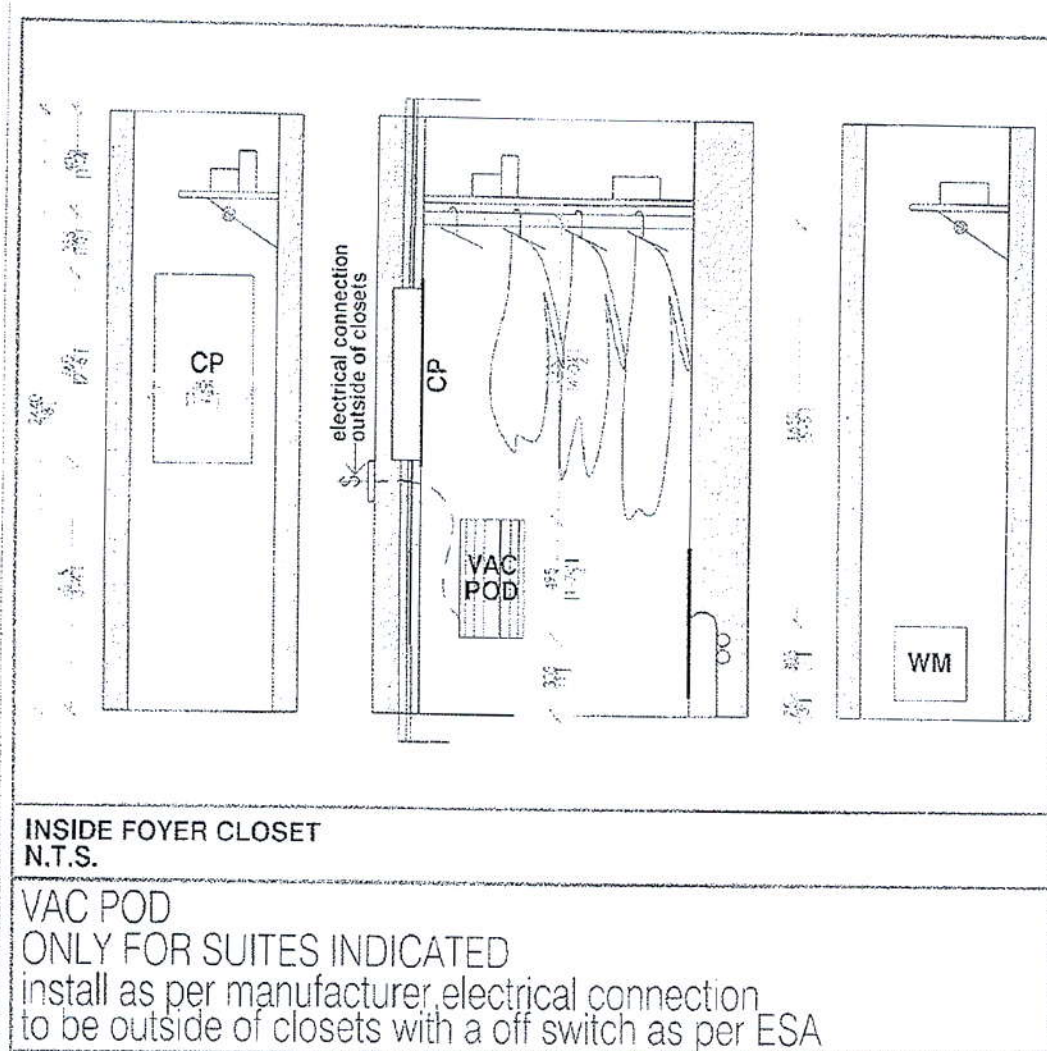 CP
electrical connection
outside of closets
CP
VAC
POD
WM
INSIDE FOYER CLOSET
N.T.S.
VAC POD
ONLY FOR SUITES INDICATED
install as per manufacturer,electrical connection
to be outside of closets with a off switch as per ESA